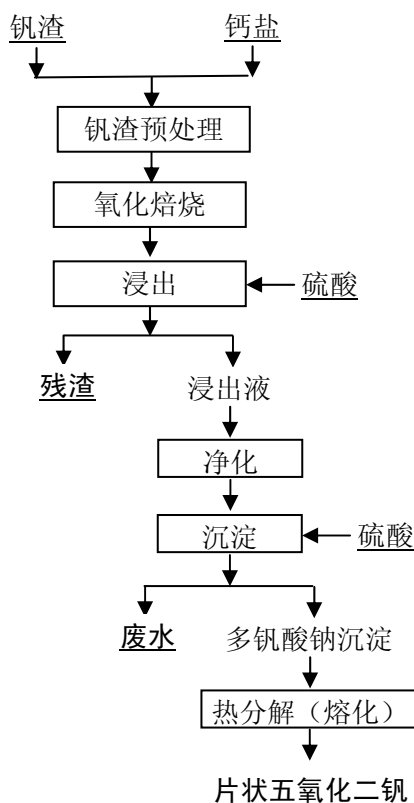 钒渣
钙盐
钒渣预处理
氧化焙烧
浸出
硫酸
残渣
浸出液
净化
沉淀
硫酸
废水
多钒酸钠沉淀
热分解（熔化）
片状五氧化二钒